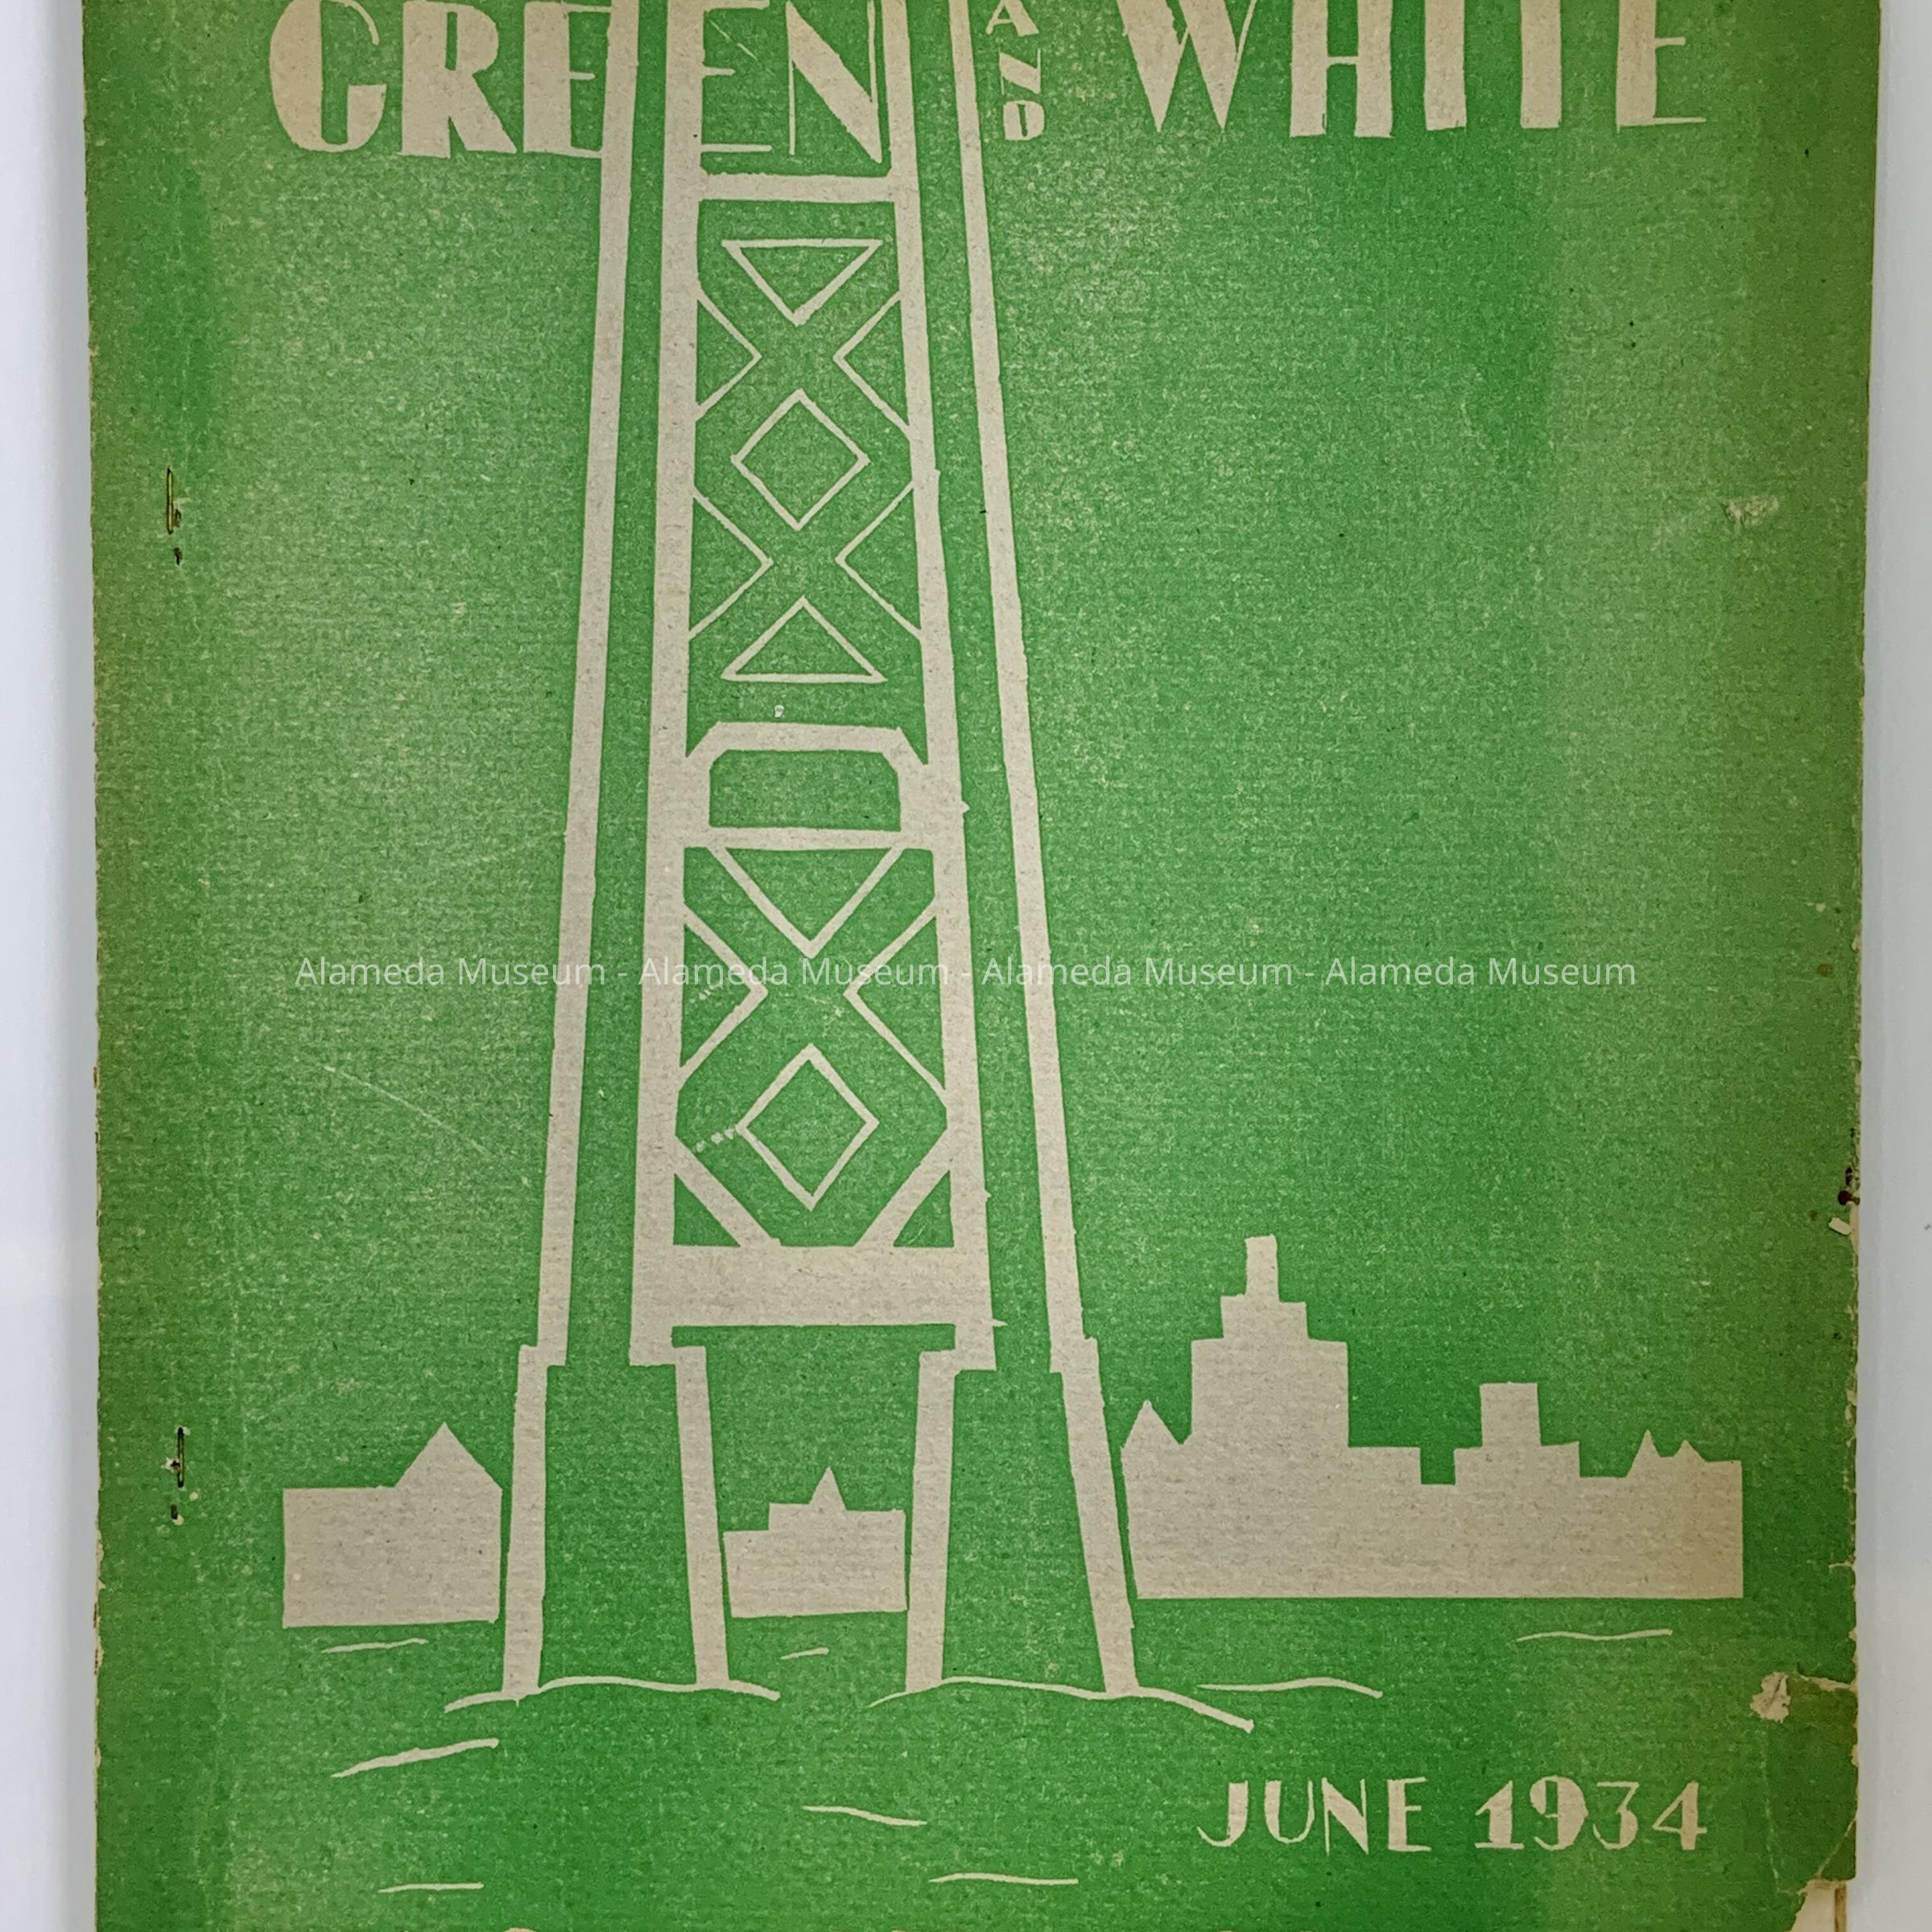 GREEN AND WHITE
Alameda Museum - Alameda Museum - Alameda Museum - Alameda Museum
JUNE 1934